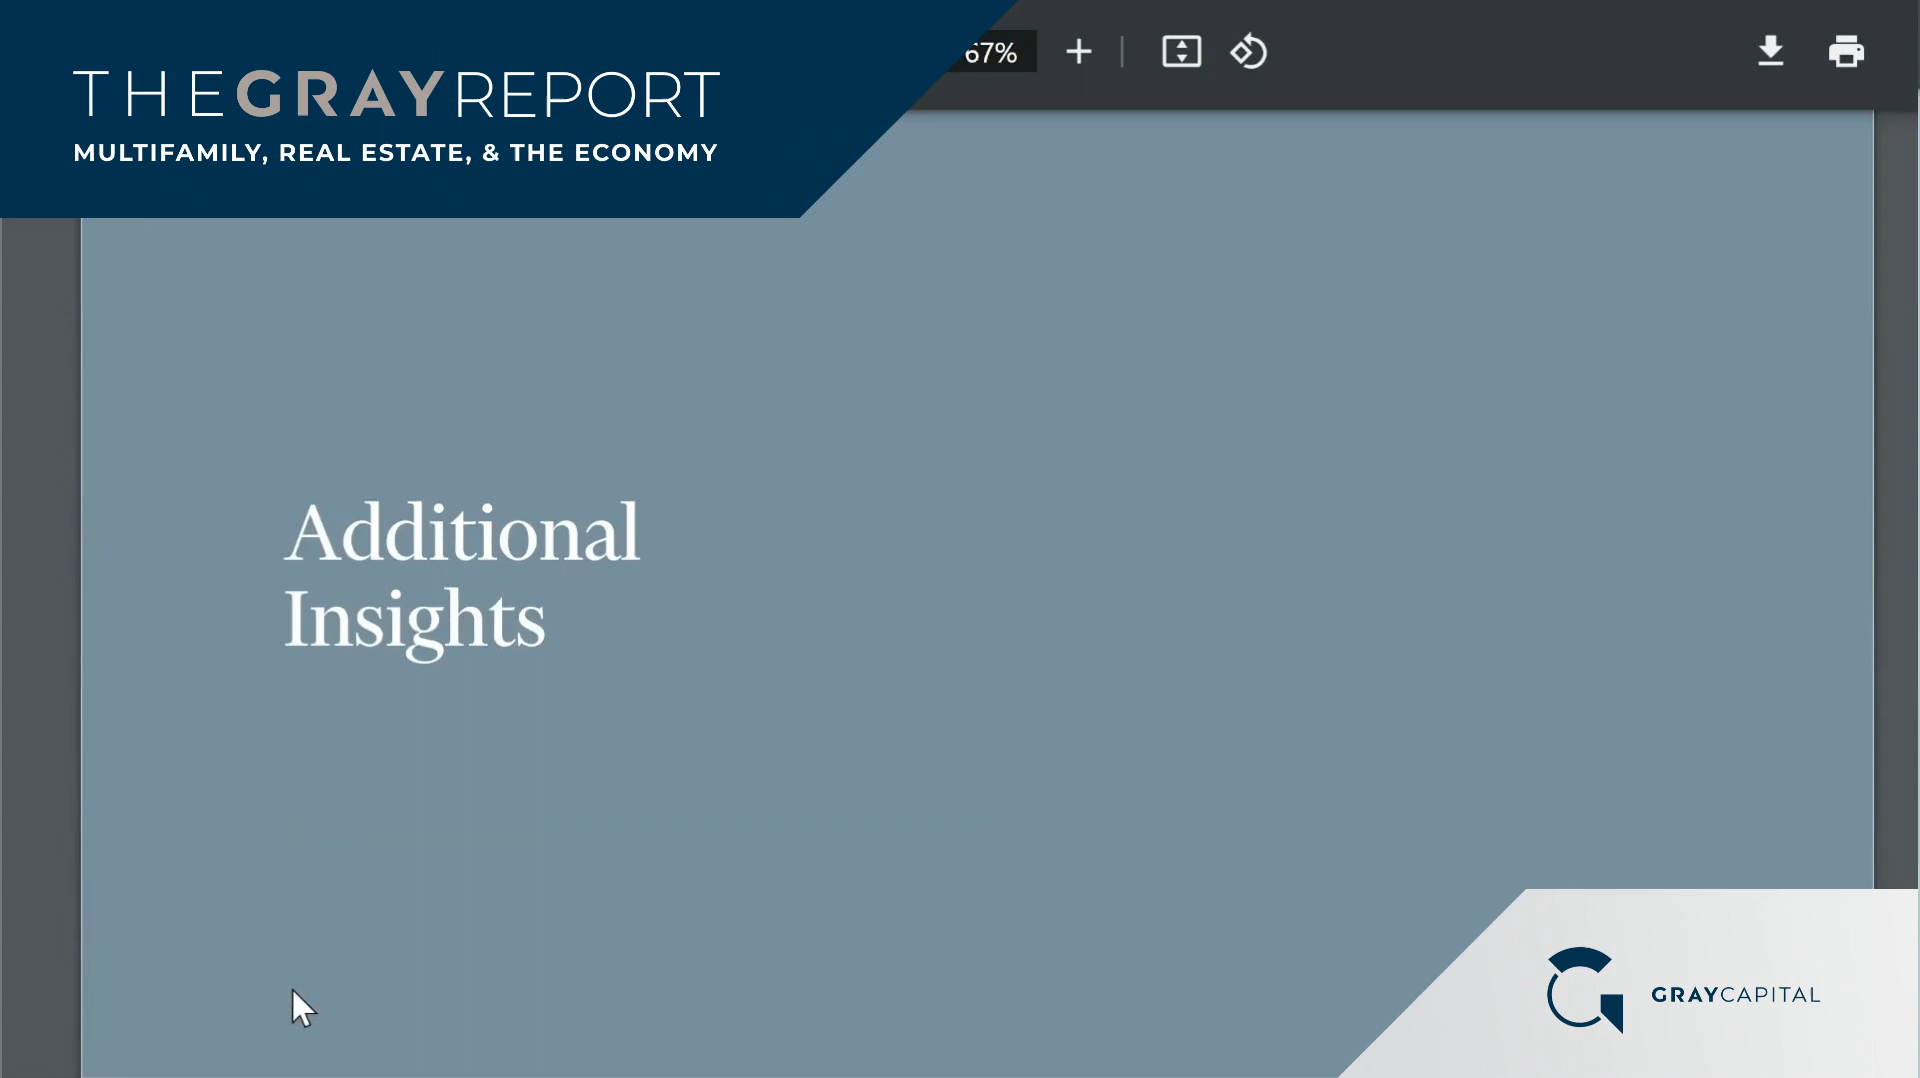 THEGRAYREPORT
MULTIFAMILY, REAL ESTATE, & THE ECONOMY
67%
Additional
Insights
GRAYCAPITAL